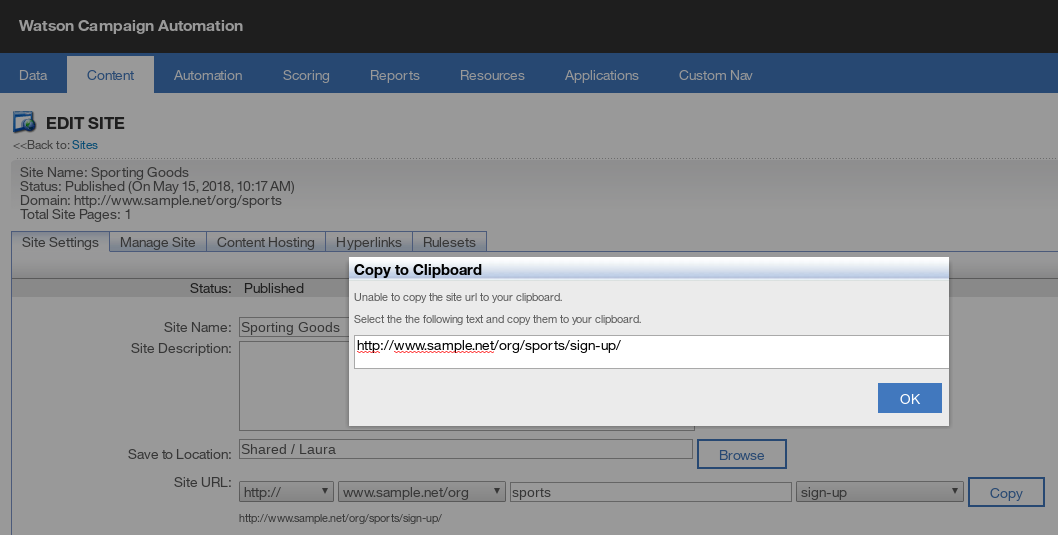 Watson Campaign Automation
Data Content Automation Scoring Reports Resources Applications Custom Nav
EDIT SITE
<<Back to: Sites
Site Name: Sporting Goods
Status: Published (On May 15, 2018, 10:17 AM)
Domain: http://www.sample.net/org/sports
Total Site Pages: 1
Site Settings Manage Site Content Hosting Hyperlinks Rulesets
Copy to Clipboard
Unable to copy the site url to your clipboard.
Select the the following text and copy them to your clipboard.
http://www.sample.net/org/sports/sign-up/
OK
Status: Published
Site Name: Sporting Goods
Site Description:
Save to Location: Shared / Laura Browse
Site URL: http:// www.sample.net/org sports sign-up Copy
http://www.sample.net/org/sports/sign-up/